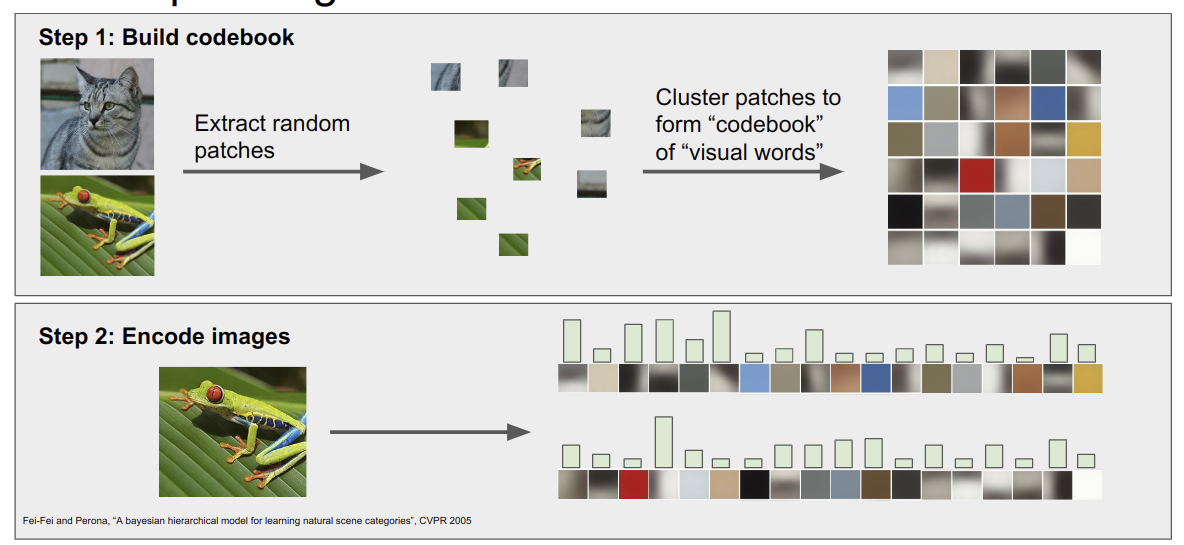 Step 1: Build codebook
Extract random
patches
Cluster patches to
form “codebook”
of “visual words”
Step 2: Encode images
Fei-Fei and Perona, “A bayesian hierarchical model for learning natural scene categories”, CVPR 2005